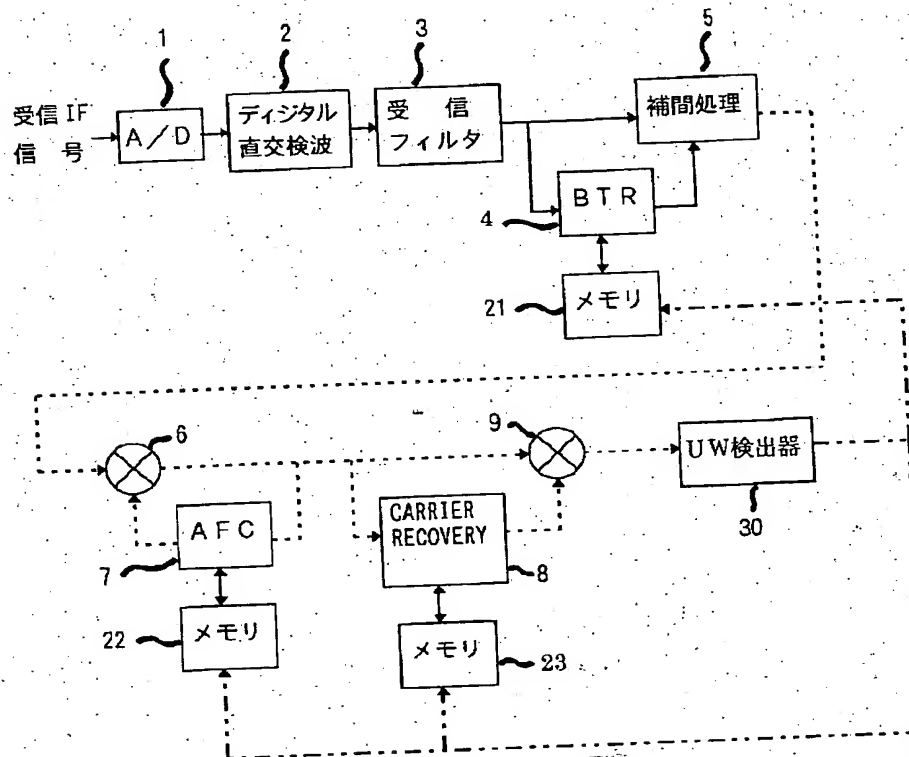 1
2
3
5
受信IF
信 号
A/D
ディジタル
直交検波
受 信
フィルタ
補間処理
BTR
4
メモリ
21
6
9
UW検出器
30
AFC
7
CARRIER
RECOVERY
8
メモリ
22
メモリ
23